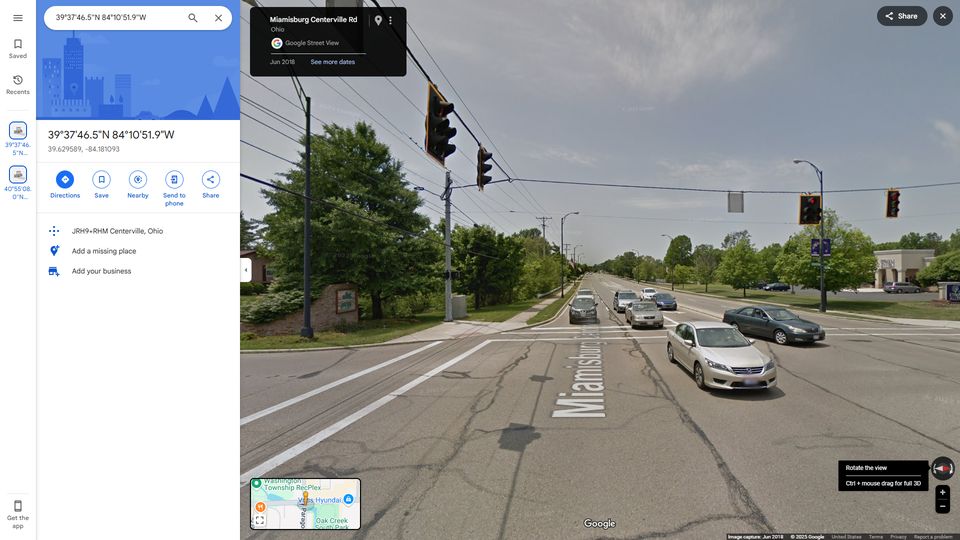 39°37'46.5"N 84°10'51.9"W
Saved
Recents
39°37'46.
5"N...
40°55'08.
0"N...
Get the
app
39°37'46.5"N 84°10'51.9"W
39.629589, -84.181093
Directions
Save
Nearby
Send to
phone
Share
JRH9+RHM Centerville, Ohio
Add a missing place
Add your business
Miamisburg Centerville Rd
Ohio
Google Street View
Jun 2018
See more dates
Share
Miamisburg
Rotate the view
Ctrl + mouse drag for full 3D
Washington
Township RecPlex
Hyundai
Parago
Oak Creek
South Park
Google
Image capture: Jun 2018
© 2025 Google
United States
Terms
Privacy
Report a problem